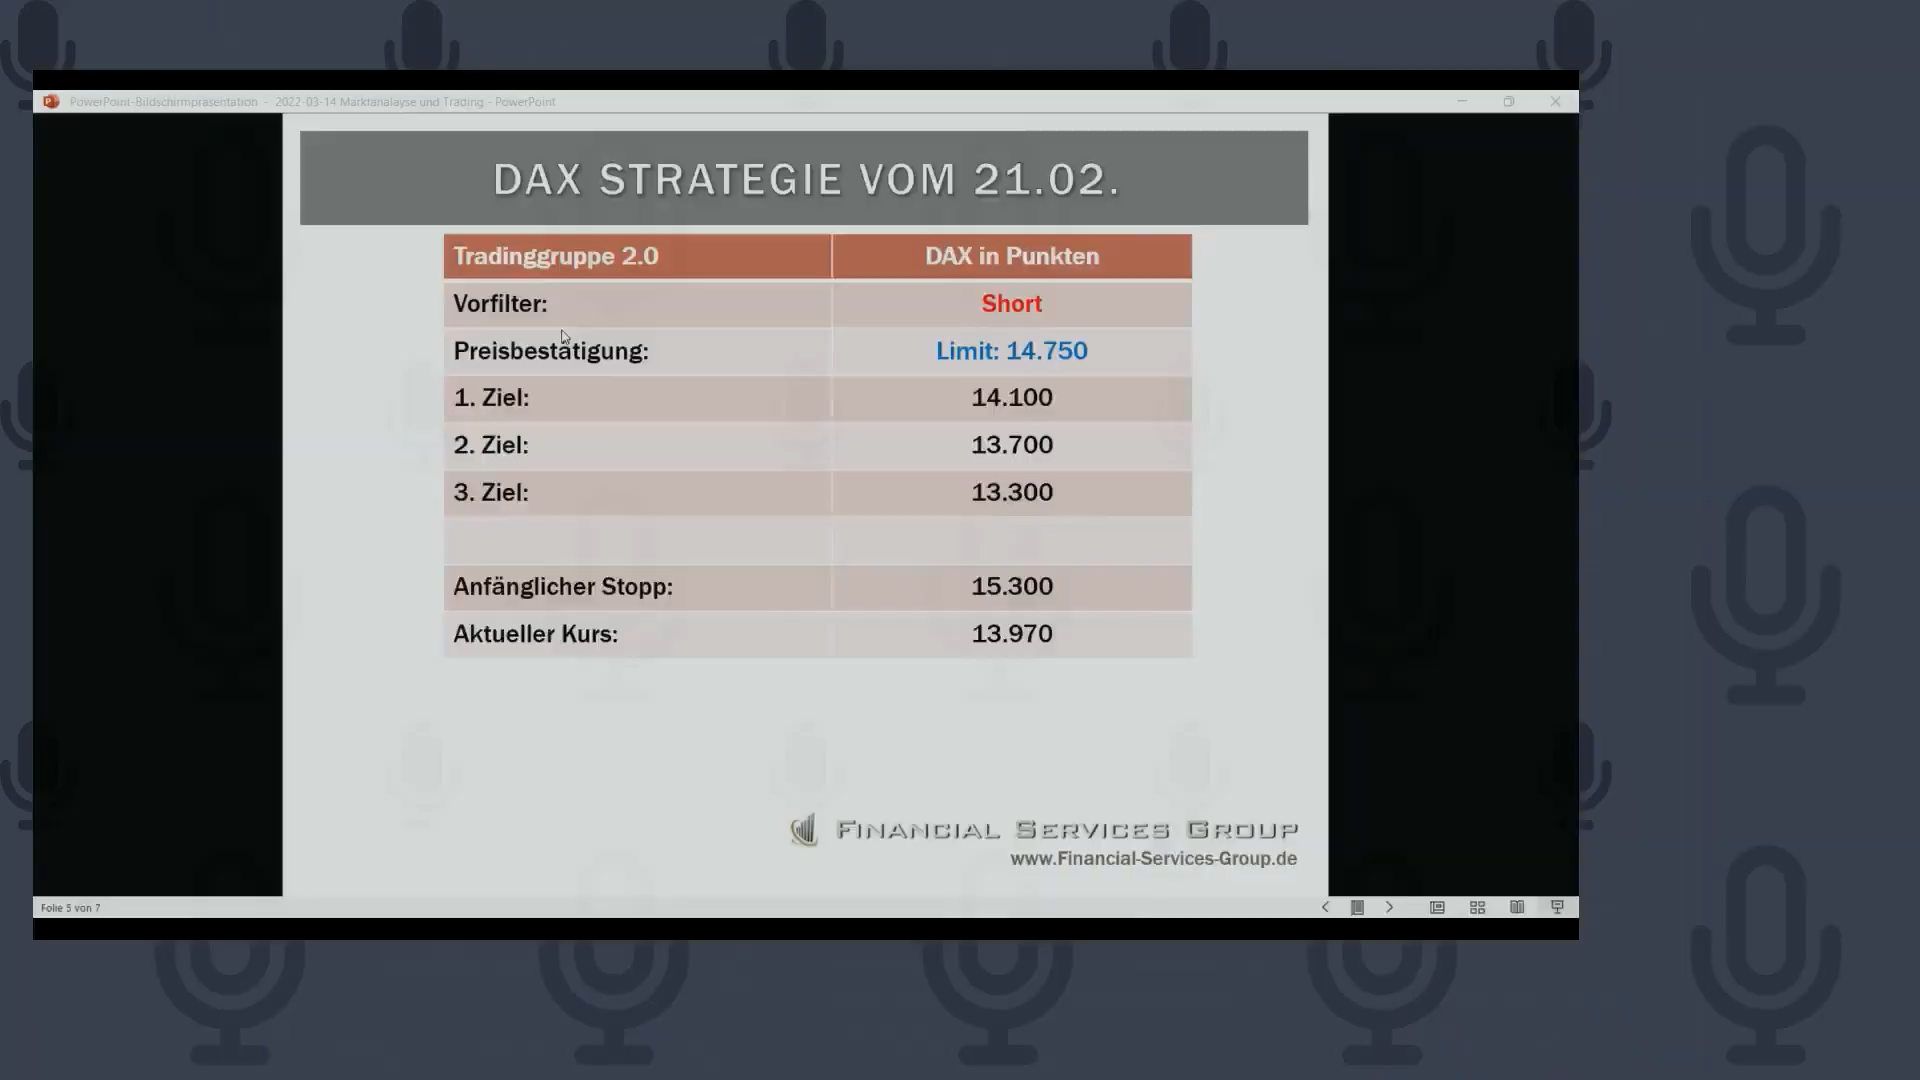 PowerPoint-Bildschirmpräsentation - 2022-03-14 Marktanalayse und Trading - PowerPoint
DAX STRATEGIE VOM 21.02.
Tradinggruppe 2.0 DAX in Punkten
Vorfilter: Short
Preisbestätigung: Limit: 14.750
1. Ziel: 14.100
2. Ziel: 13.700
3. Ziel: 13.300
Anfänglicher Stopp: 15.300
Aktueller Kurs: 13.970
FINANCIAL SERVICES GROUP
www.Financial-Services-Group.de
Folie 5 von 7